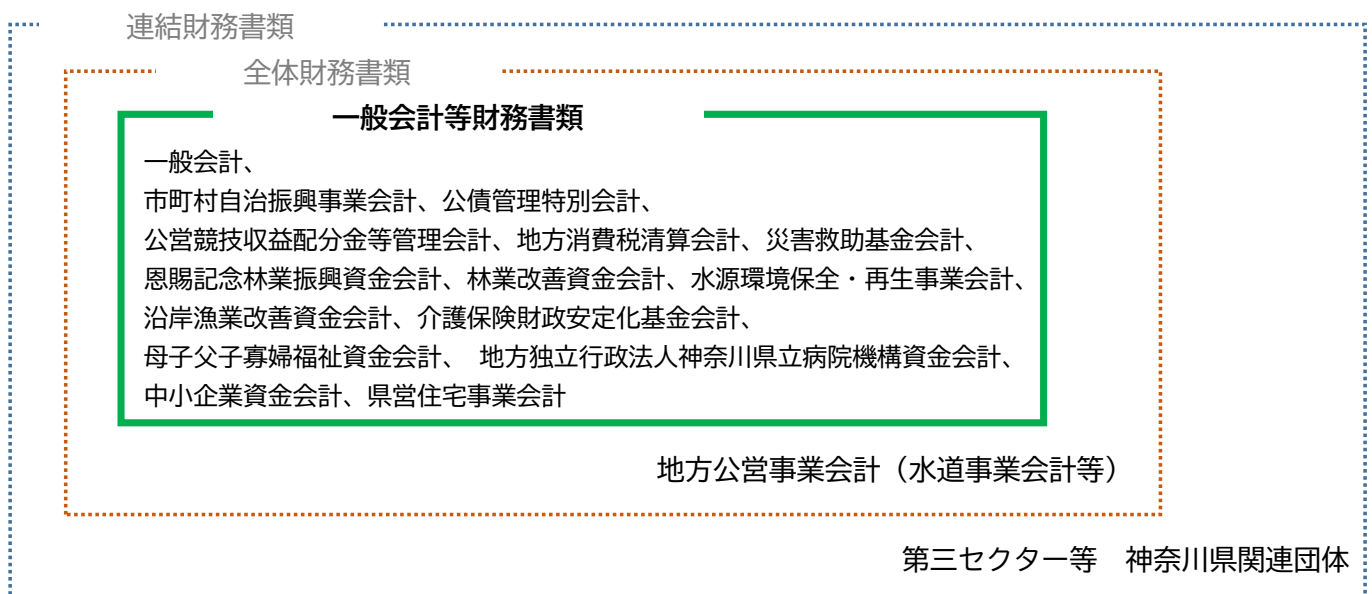 連結財務書類
全体財務書類
一般会計等財務書類
一般会計、
市町村自治振興事業会計、公債管理特別会計、
公営競技収益配分金等管理会計、地方消費税清算会計、災害救助基金会計、
恩賜記念林業振興資金会計、林業改善資金会計、水源環境保全・再生事業会計、
沿岸漁業改善資金会計、介護保険財政安定化基金会計、
母子父子寡婦福祉資金会計、　地方独立行政法人神奈川県立病院機構資金会計、
中小企業資金会計、県営住宅事業会計
地方公営事業会計（水道事業会計等）
第三セクター等　神奈川県関連団体